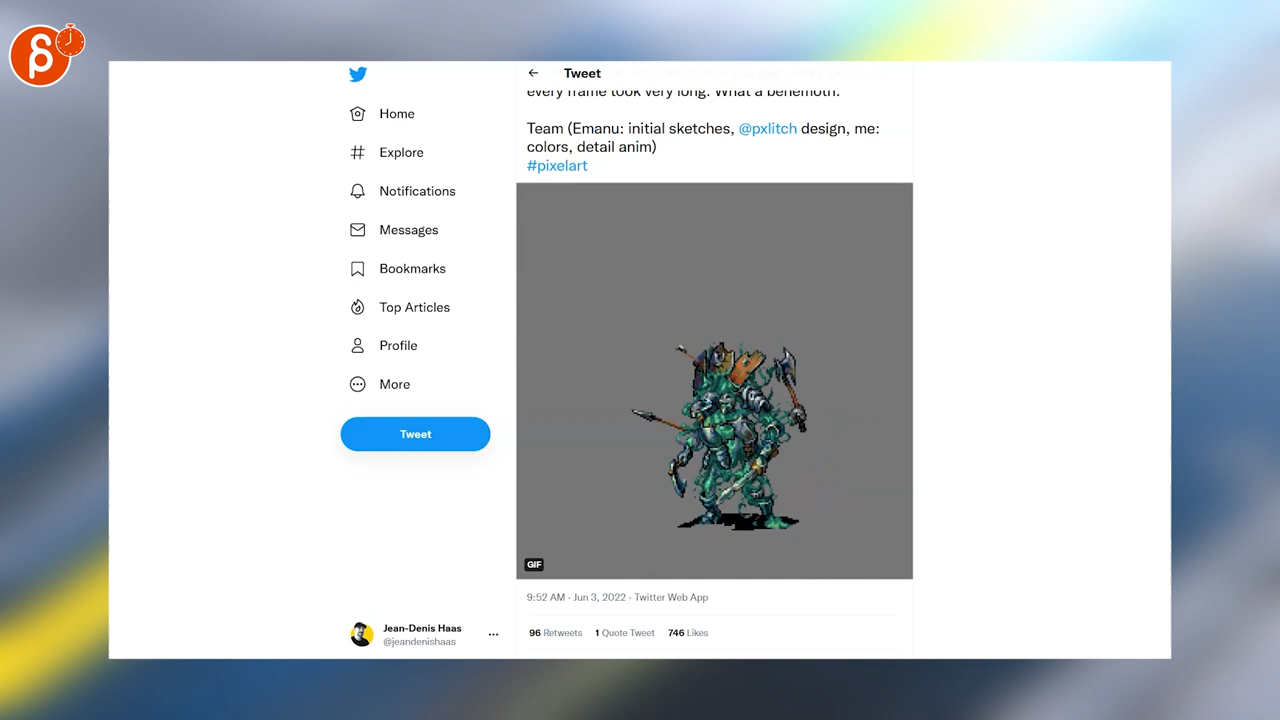 Tweet
every frame took very long. What a behemoth.
Home
Team (Emanu: initial sketches, @pxlitch design, me:
colors, detail anim)
#pixelart
Explore
Notifications
Messages
Bookmarks
Top Articles
Profile
More
Tweet
GIF
9:52 AM · Jun 3, 2022 · Twitter Web App
96 Retweets 1 Quote Tweet 746 Likes
Jean-Denis Haas
@jeandenishaas